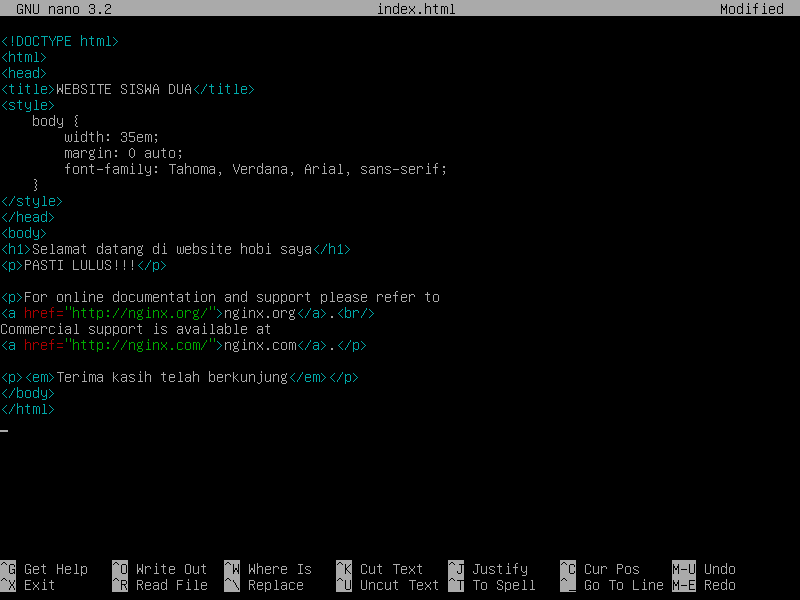 GNU nano 3.2 index.html Modified
<!DOCTYPE html>
<html>
<head>
<title>WEBSITE SISWA DUA</title>
<style>
    body {
        width: 35em;
        margin: 0 auto;
        font-family: Tahoma, Verdana, Arial, sans-serif;
    }
</style>
</head>
<body>
<h1>Selamat datang di website hobi saya</h1>
<p>PASTI LULUS!!!</p>
<p>For online documentation and support please refer to
<a href="http://nginx.org/">nginx.org</a>.<br/>
Commercial support is available at
<a href="http://nginx.com/">nginx.com</a>.</p>
<p><em>Terima kasih telah berkunjung</em></p>
</body>
</html>
^G Get Help ^O Write Out ^W Where Is ^K Cut Text ^J Justify ^C Cur Pos M-U Undo
^X Exit ^R Read File ^\ Replace ^U Uncut Text ^T To Spell ^_ Go To Line M-E Redo